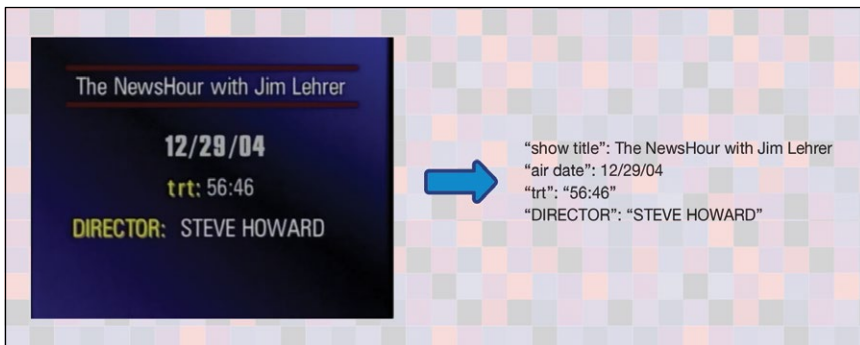 The NewsHour with Jim Lehrer
12/29/04
trt: 56:46
DIRECTOR: STEVE HOWARD
“show title”: The NewsHour with Jim Lehrer
“air date”: 12/29/04
“trt”: “56:46”
“DIRECTOR”: “STEVE HOWARD”